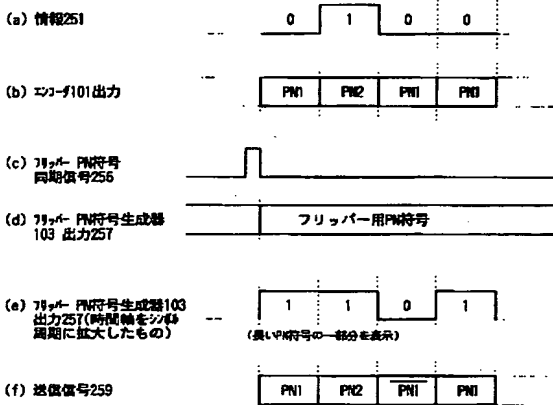 (a) 情報251
0 1 0 0
(b) エンコーダ101出力
PN1 PN2 PN1 PN1
(c) フリッパー PN符号
同期信号256
(d) フリッパー PN符号生成器
103 出力257
フリッパー用PN符号
(e) フリッパー PN符号生成器103
出力257(時間軸をシンボル
周期に拡大したもの)
1 1 0 1
(長いPN符号の一部分を表示)
(f) 送信信号259
PN1 PN2 PN1 PN1